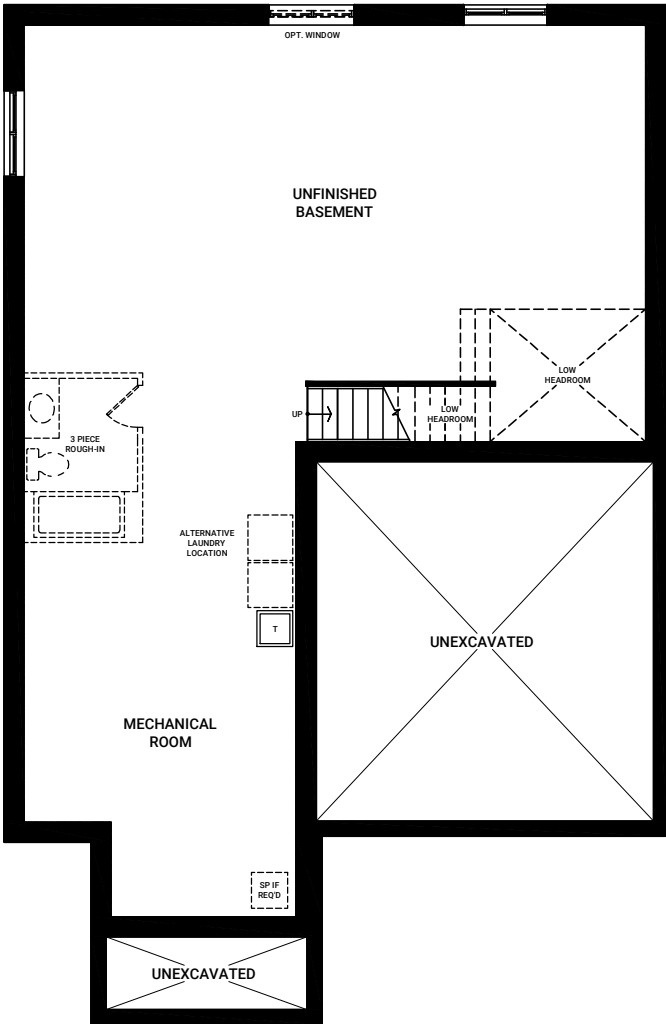 OPT. WINDOW
UNFINISHED
BASEMENT
LOW
HEADROOM
UP
LOW
HEADROOM
3 PIECE
ROUGH-IN
ALTERNATIVE
LAUNDRY
LOCATION
T
UNEXCAVATED
MECHANICAL
ROOM
SP IF
REQ'D
UNEXCAVATED